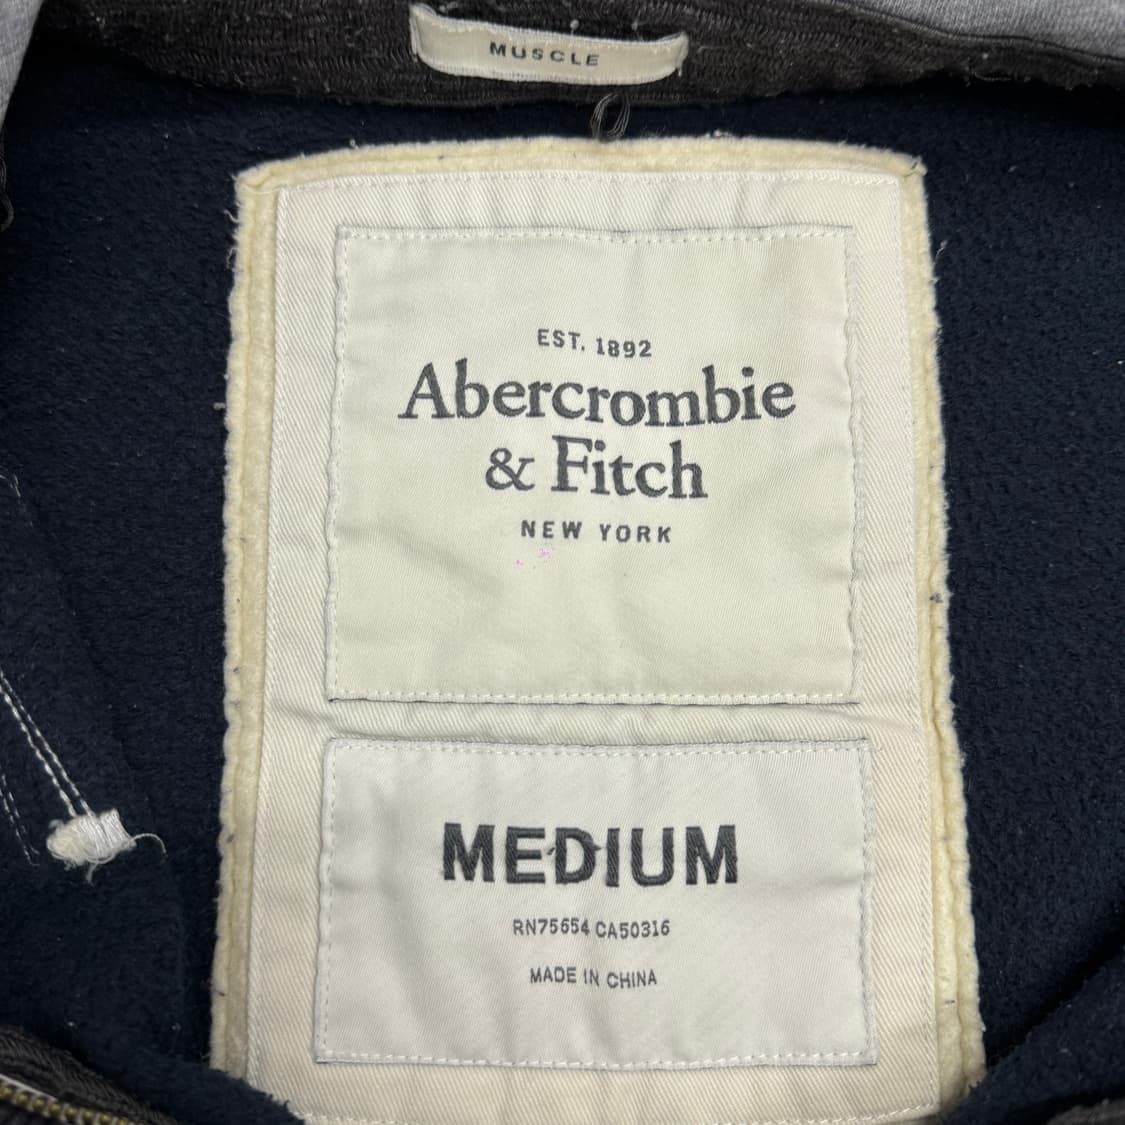 MUSCLE
EST. 1892
Abercrombie
& Fitch
NEW YORK
MEDIUM
RN75654 CA50316
MADE IN CHINA